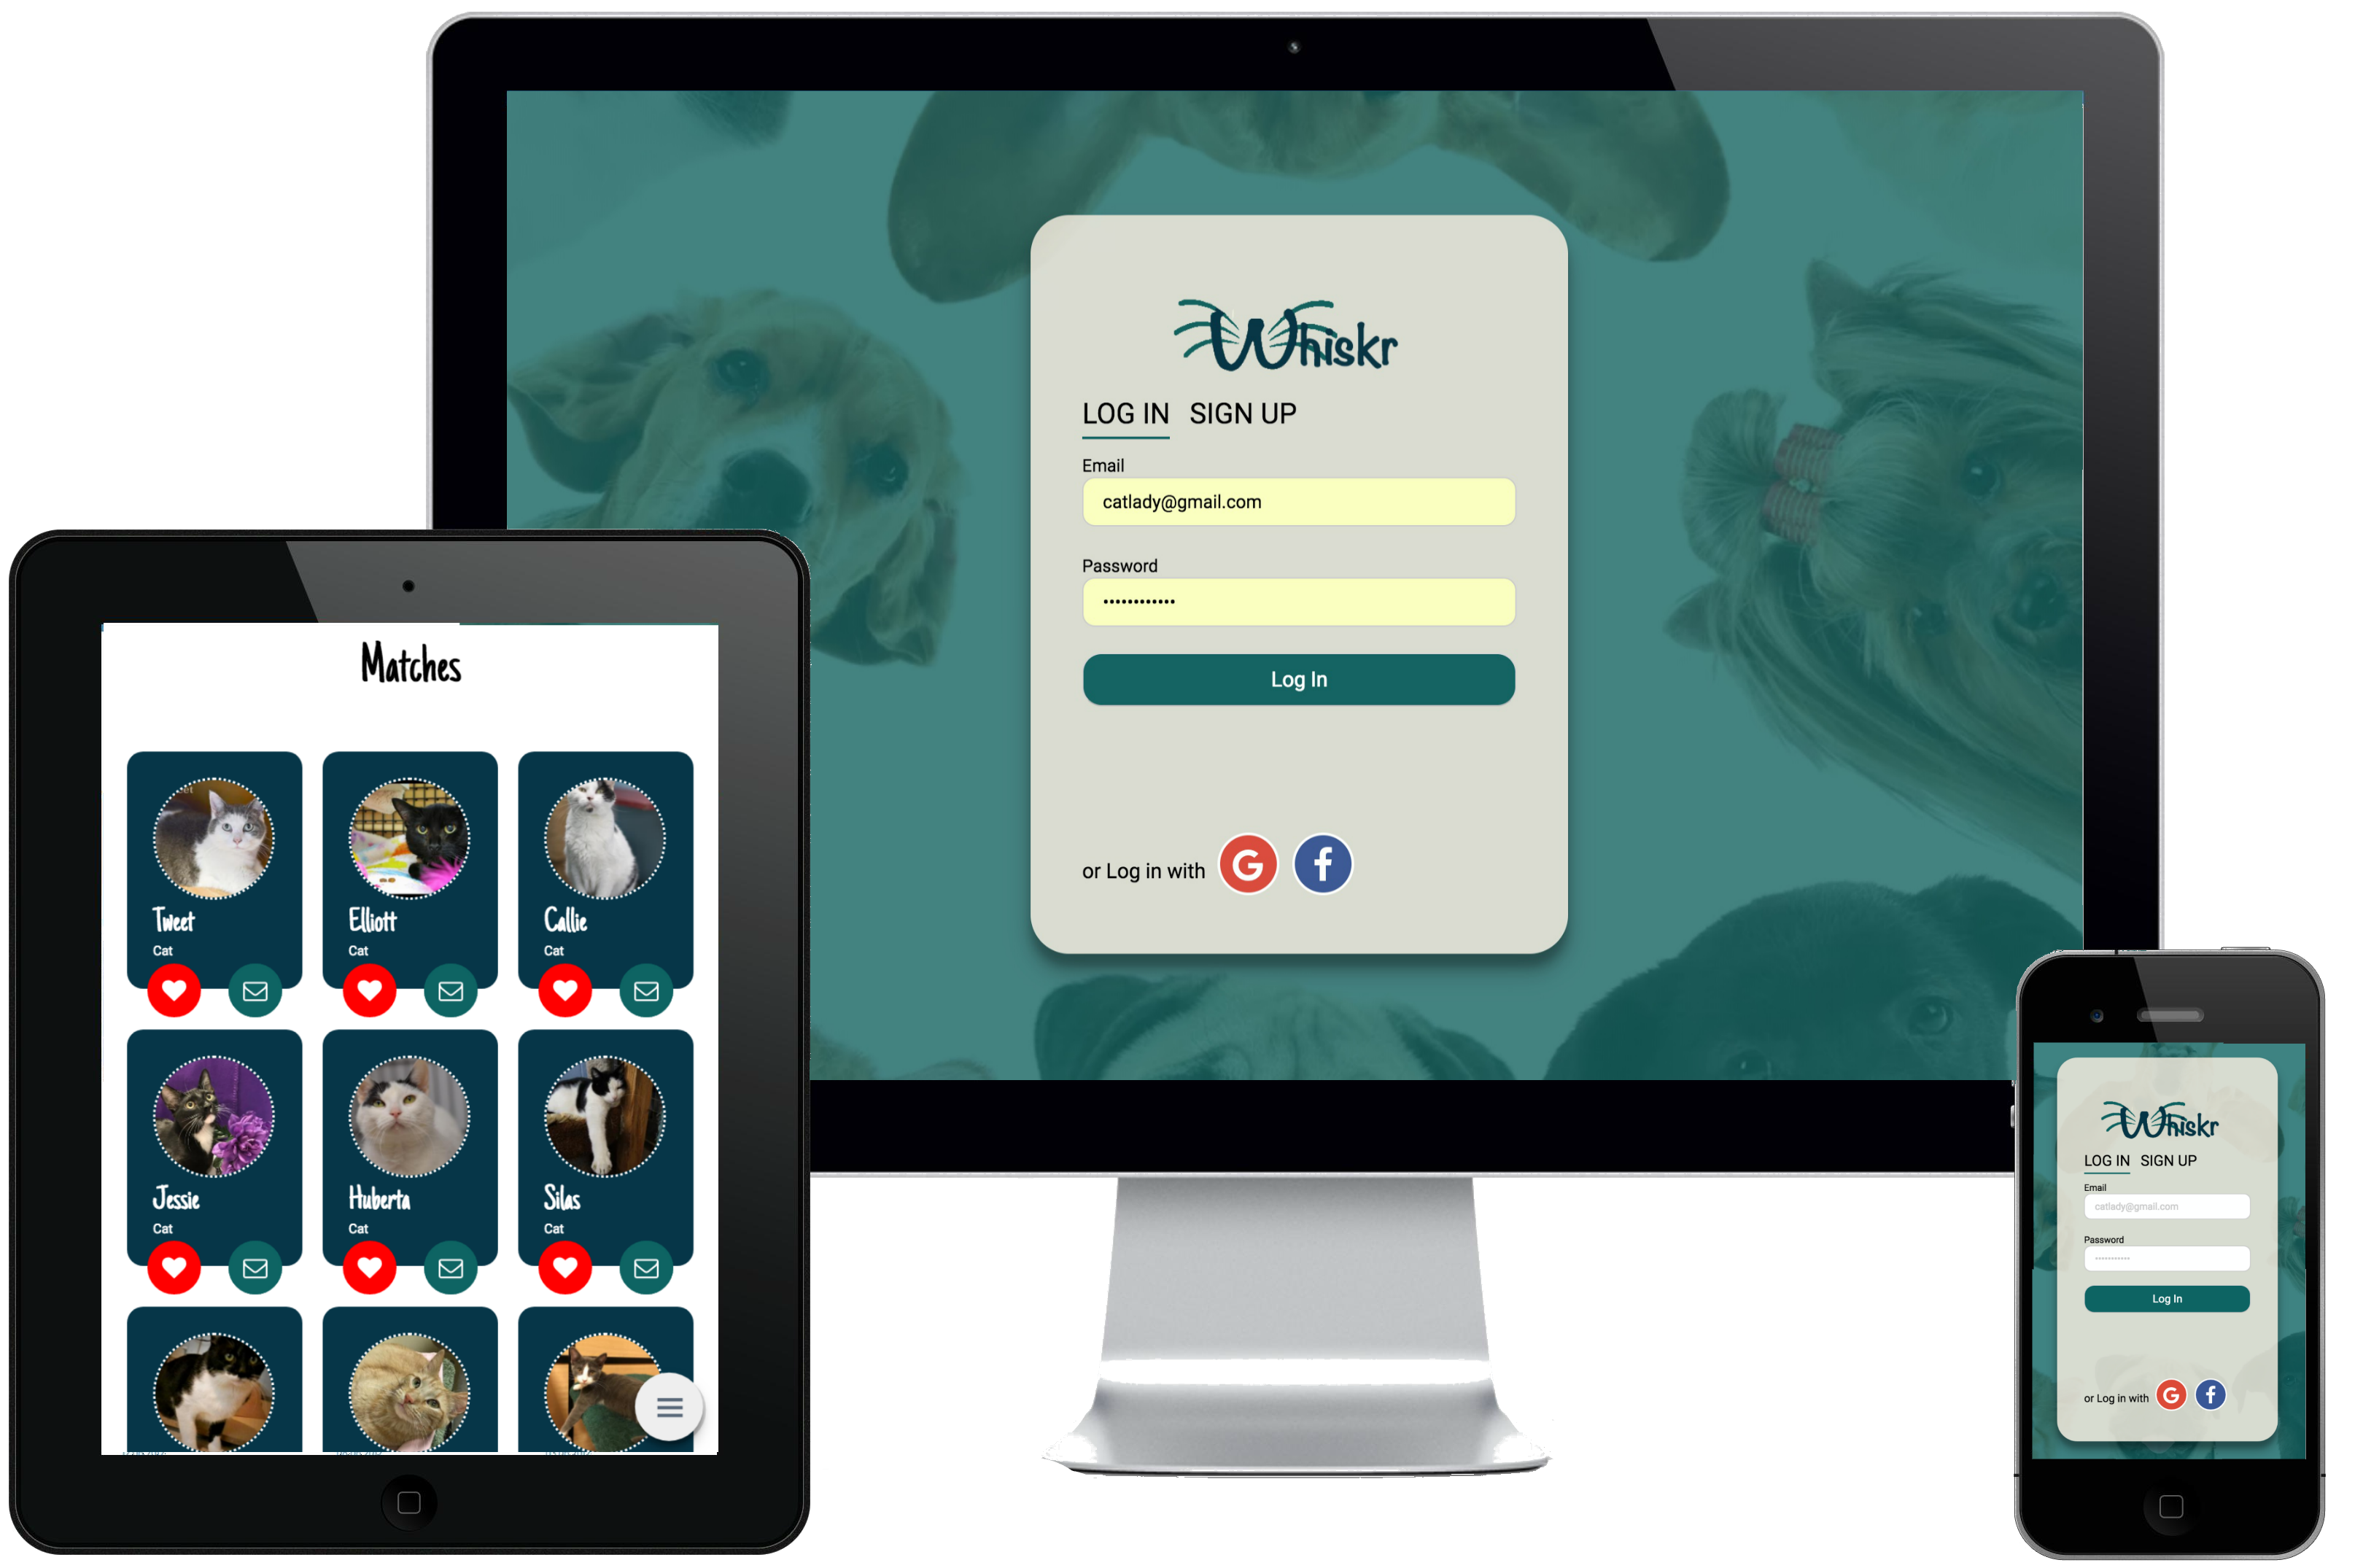 Whiskr
LOG IN SIGN UP
Email
catlady@gmail.com
Password
••••••••••••
Log In
or Log in with G f
Matches
Tweet Elliott Callie
Cat Cat Cat
Jessie Huberta Silas
Cat Cat Cat
Whiskr
LOG IN SIGN UP
Email
catlady@gmail.com
Password
•••••••••••
Log In
or Log in with G f